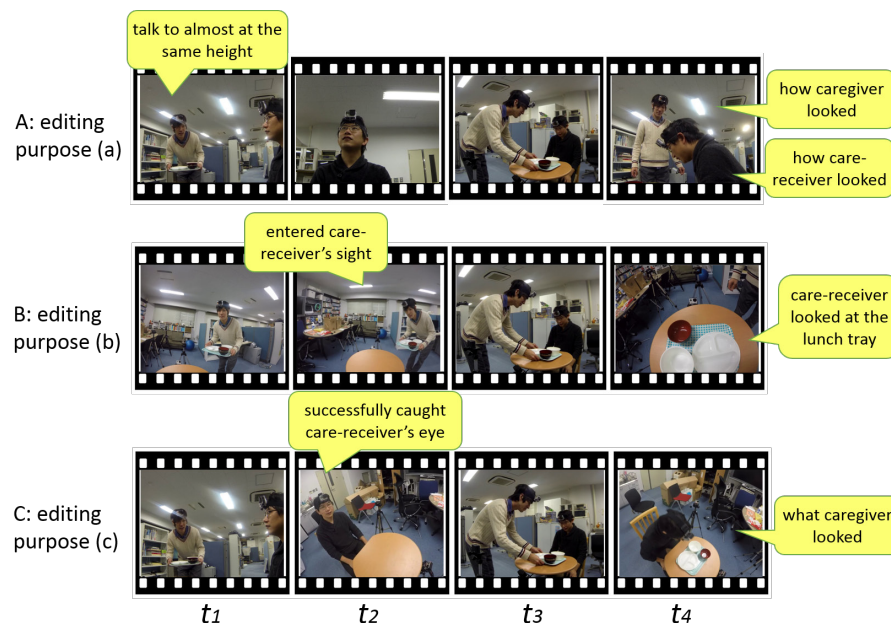 talk to almost at the
same height
A: editing
purpose (a)
how caregiver
looked
how care-
receiver looked
entered care-
receiver's sight
B: editing
purpose (b)
care-receiver
looked at the
lunch tray
successfully caught
care-receiver's eye
C: editing
purpose (c)
what caregiver
looked
t1 t2 t3 t4